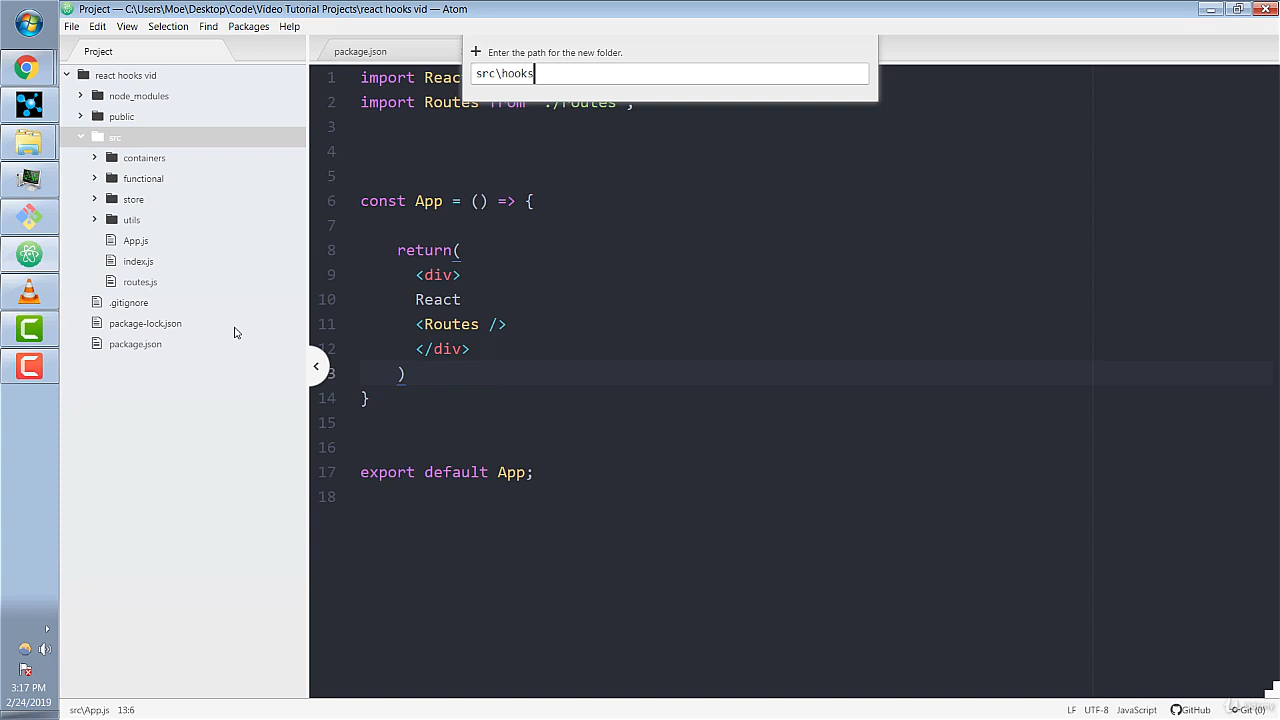 Project — C:\Users\Moe\Desktop\Code\Video Tutorial Projects\react hooks vid — Atom
File Edit View Selection Find Packages Help
Project
package.json
Enter the path for the new folder.
src\hooks
react hooks vid
node_modules
public
src
containers
functional
store
utils
App.js
index.js
routes.js
.gitignore
package-lock.json
package.json
1 import Reac
2 import Routes from './routes';
3
4
5
6 const App = () => {
7
8 return(
9 <div>
10 React
11 <Routes />
12 </div>
3 )
14 }
15
16
17 export default App;
18
3:17 PM
2/24/2019
src\App.js 13:6
LF UTF-8 JavaScript GitHub Git (0)